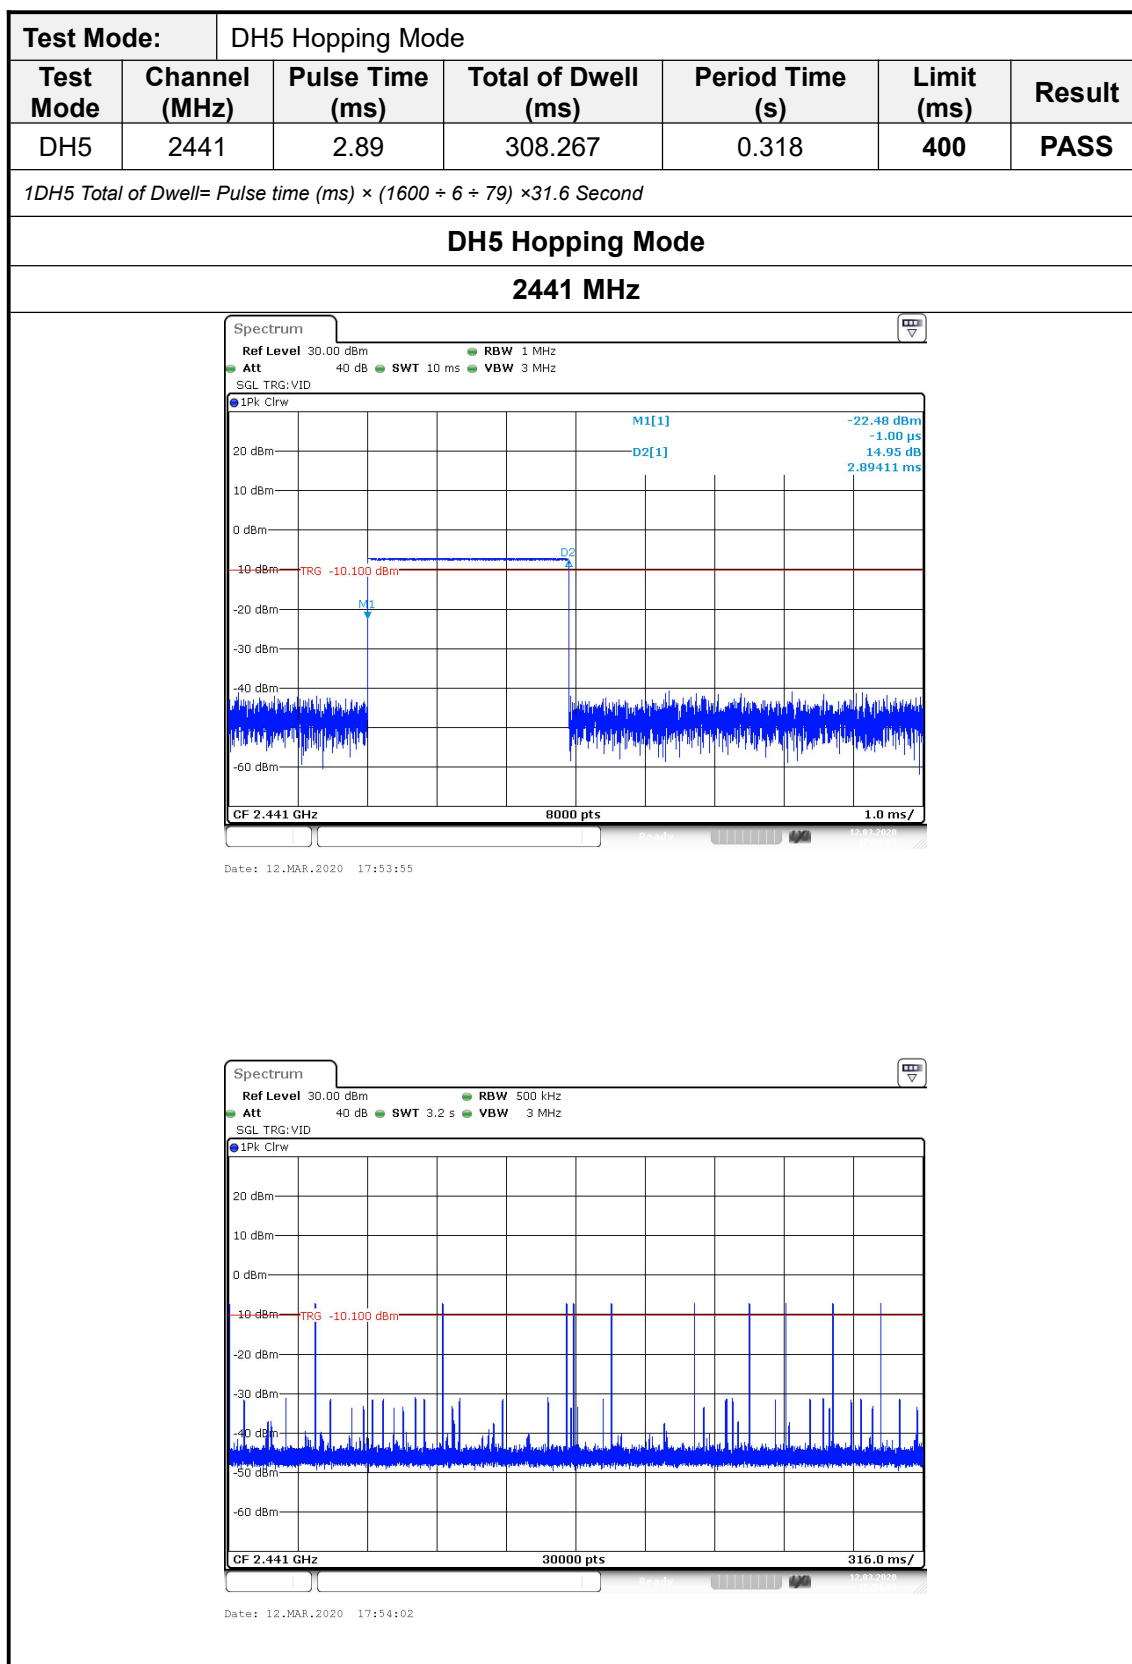 Test Mode: DH5 Hopping Mode
Test Mode Channel (MHz) Pulse Time (ms) Total of Dwell (ms) Period Time (s) Limit (ms) Result
DH5 2441 2.89 308.267 0.318 400 PASS
1DH5 Total of Dwell= Pulse time (ms) × (1600 ÷ 6 ÷ 79) ×31.6 Second
DH5 Hopping Mode
2441 MHz
Spectrum
Ref Level 30.00 dBm RBW 1 MHz
Att 40 dB SWT 10 ms VBW 3 MHz
SGL TRG:VID
1Pk Clrw
M1[1] -22.48 dBm
-1.00 µs
20 dBm D2[1] 14.95 dB
2.89411 ms
10 dBm
0 dBm
D2
-10 dBm TRG -10.100 dBm
M1
-20 dBm
-30 dBm
-40 dBm
-60 dBm
CF 2.441 GHz 8000 pts 1.0 ms/
Ready 12.03.2020
Date: 12.MAR.2020 17:53:55
Spectrum
Ref Level 30.00 dBm RBW 500 kHz
Att 40 dB SWT 3.2 s VBW 3 MHz
SGL TRG:VID
1Pk Clrw
20 dBm
10 dBm
0 dBm
-10 dBm TRG -10.100 dBm
-20 dBm
-30 dBm
-40 dBm
-50 dBm
-60 dBm
CF 2.441 GHz 30000 pts 316.0 ms/
Ready 12.03.2020
Date: 12.MAR.2020 17:54:02